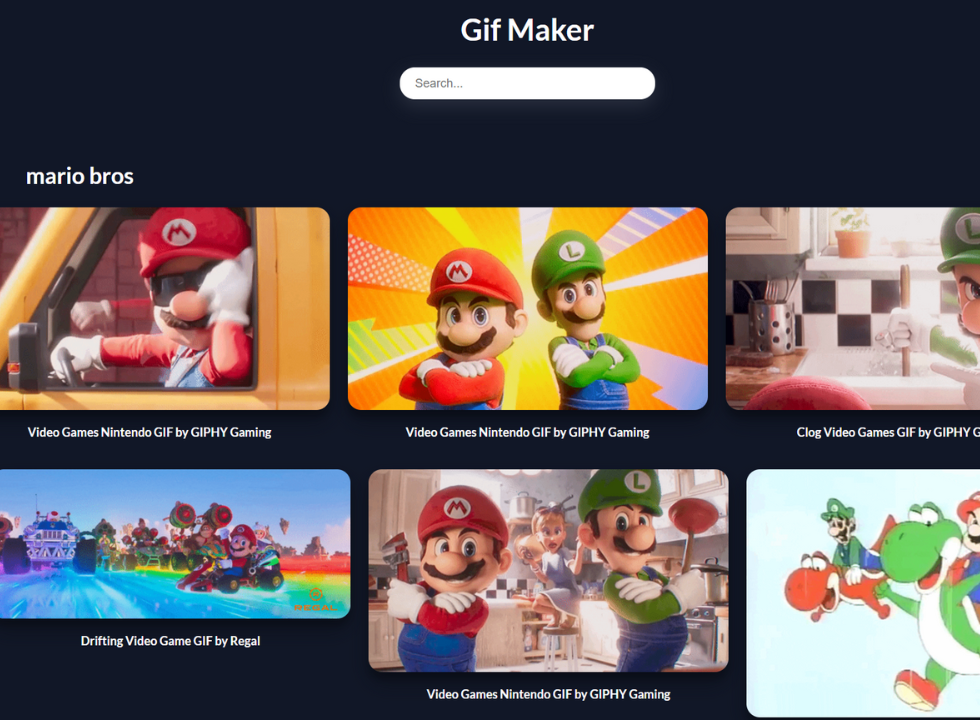 Gif Maker
Search...
mario bros
M
M
L
L
Video Games Nintendo GIF by GIPHY Gaming
Video Games Nintendo GIF by GIPHY Gaming
Clog Video Games GIF by GIPHY G
M
L
Drifting Video Game GIF by Regal
Video Games Nintendo GIF by GIPHY Gaming